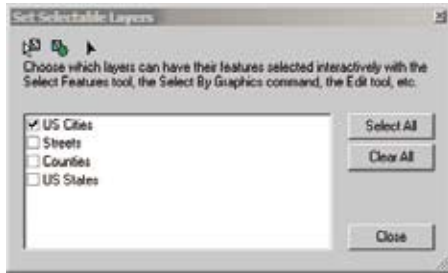 Set Selectable Layers
Choose which layers can have their features selected interactively with the
Select Features tool, the Select By Graphics command, the Edit tool, etc.
US Cities
Streets
Counties
US States
Select All
Clear All
Close